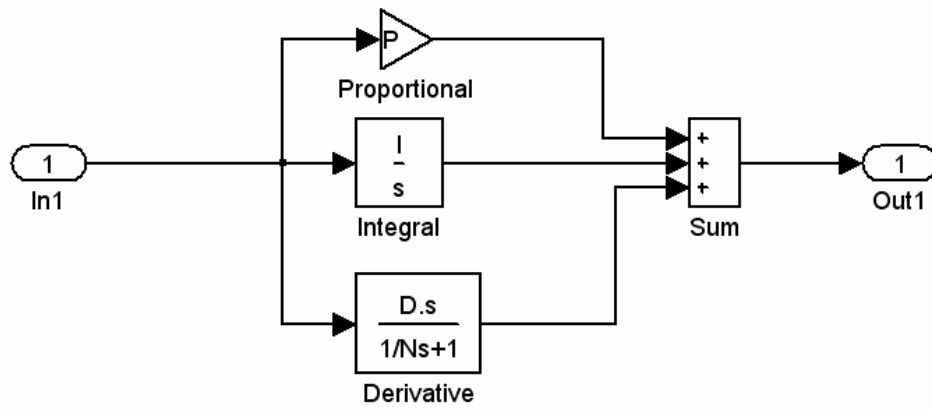 P
Proportional
1
In1
I
s
Integral
+
+
+
Sum
1
Out1
D.s
1/Ns+1
Derivative